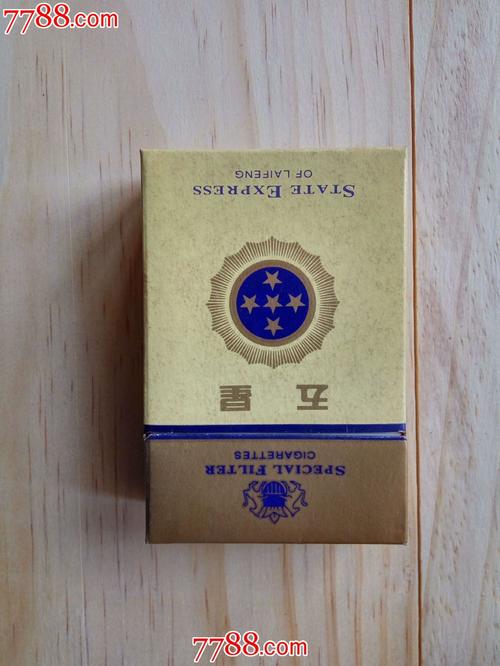 7788.com
SPECIAL FILTER
CIGARETTES
五 星
STATE EXPRESS
OF LAIFENG
7788.com